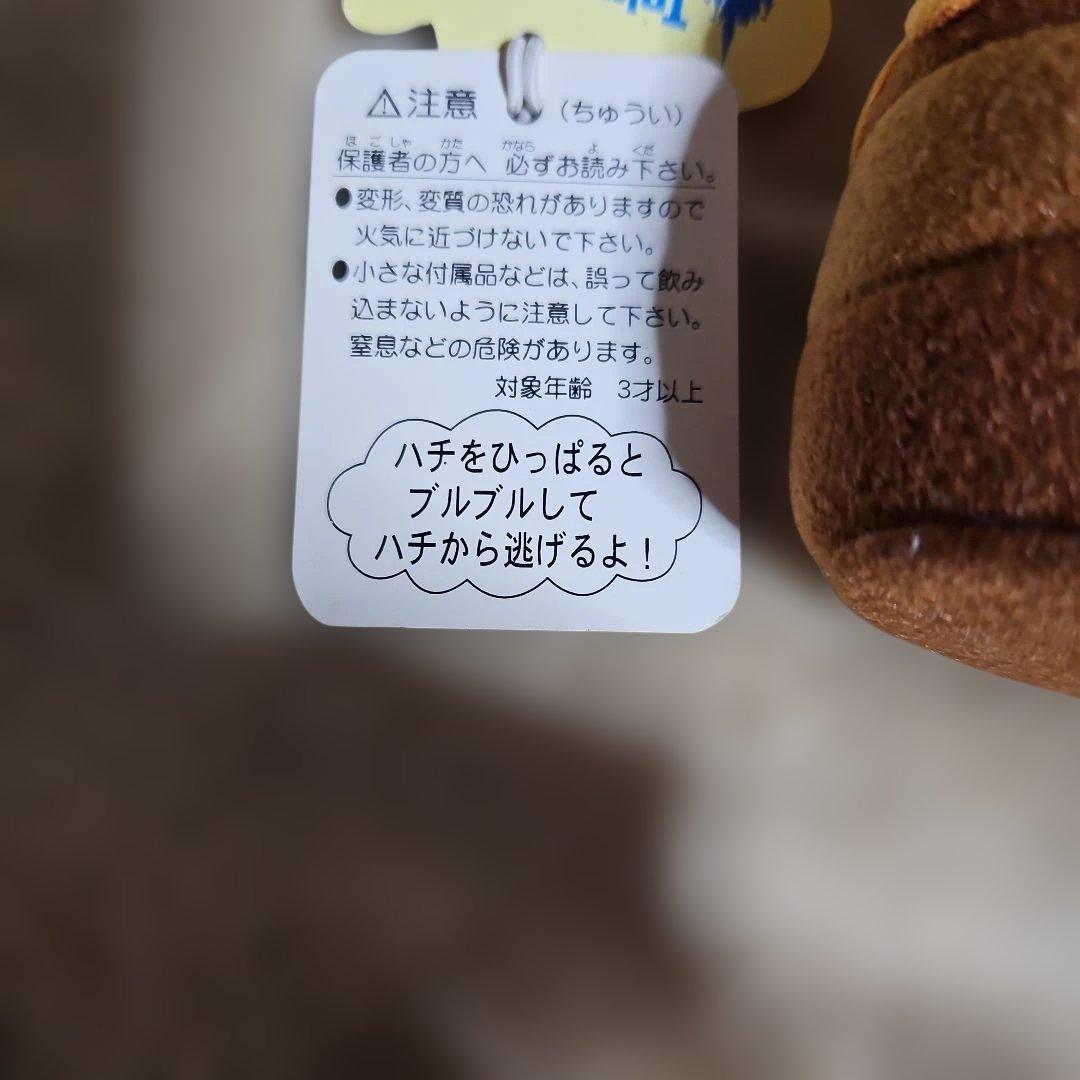 ⚠注意 (ちゅうい)
ほごしゃ かた かなら よ くだ
保護者の方へ 必ずお読み下さい。
●変形、変質の恐れがありますので
火気に近づけないで下さい。
●小さな付属品などは、誤って飲み
込まないように注意して下さい。
窒息などの危険があります。
対象年齢 3才以上
ハチをひっぱると
ブルブルして
ハチから逃げるよ!